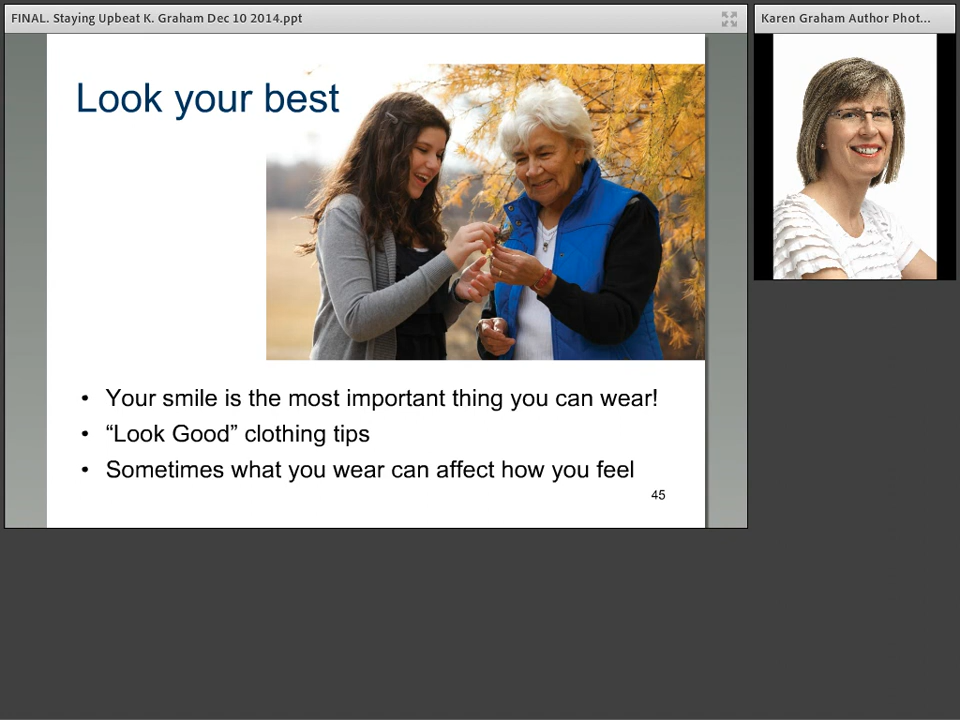 FINAL. Staying Upbeat K. Graham Dec 10 2014.ppt
Karen Graham Author Phot...
Look your best
• Your smile is the most important thing you can wear!
• “Look Good” clothing tips
• Sometimes what you wear can affect how you feel
45